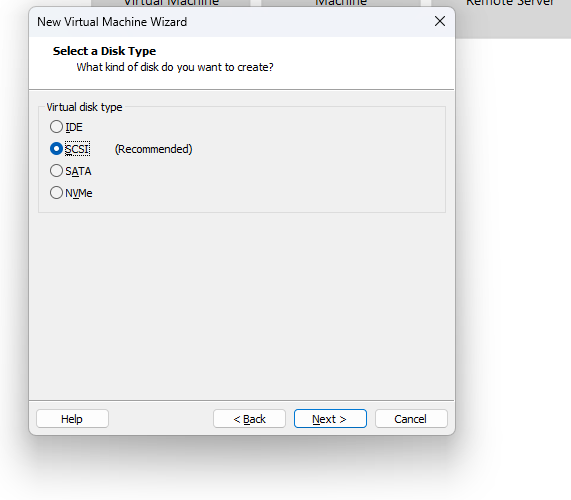 Virtual Machine
Machine
Remote Server
New Virtual Machine Wizard
Select a Disk Type
What kind of disk do you want to create?
Virtual disk type
IDE
SCSI (Recommended)
SATA
NVMe
Help
< Back
Next >
Cancel